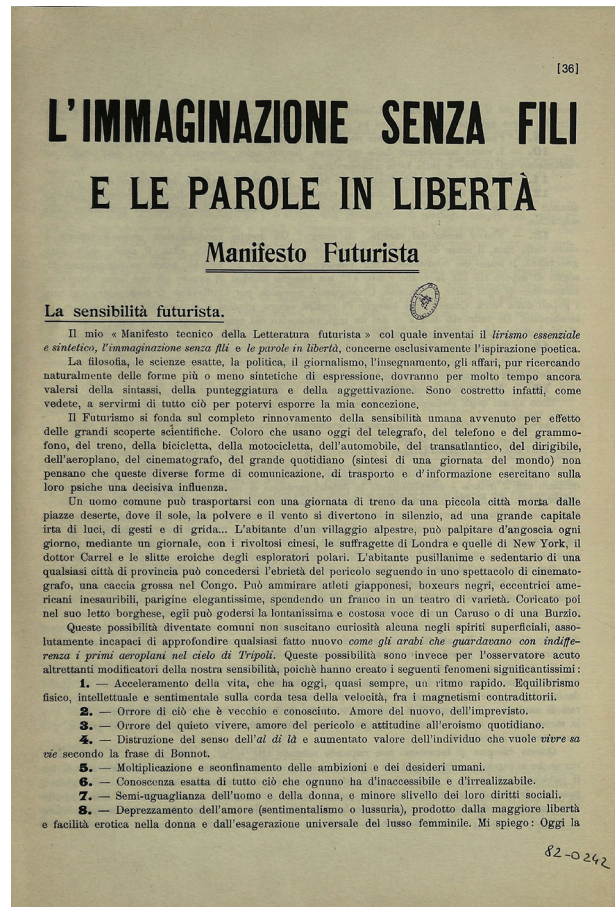 [36]
L'IMMAGINAZIONE SENZA FILI
E LE PAROLE IN LIBERTÀ
Manifesto Futurista
La sensibilità futurista.
Il mio « Manifesto tecnico della Letteratura futurista » col quale inventai il lirismo essenziale
e sintetico, l'immaginazione senza fili e le parole in libertà, concerne esclusivamente l'ispirazione poetica.
La filosofia, le scienze esatte, la politica, il giornalismo, l'insegnamento, gli affari, pur ricercando
naturalmente delle forme più o meno sintetiche di espressione, dovranno per molto tempo ancora
valersi della sintassi, della punteggiatura e della aggettivazione. Sono costretto infatti, come
vedete, a servirmi di tutto ciò per potervi esporre la mia concezione.
Il Futurismo si fonda sul completo rinnovamento della sensibilità umana avvenuto per effetto
delle grandi scoperte scientifiche. Coloro che usano oggi del telegrafo, del telefono e del grammo-
fono, del treno, della bicicletta, della motocicletta, dell'automobile, del transatlantico, del dirigibile,
dell'aeroplano, del cinematografo, del grande quotidiano (sintesi di una giornata del mondo) non
pensano che queste diverse forme di comunicazione, di trasporto e d'informazione esercitano sulla
loro psiche una decisiva influenza.
Un uomo comune può trasportarsi con una giornata di treno da una piccola città morta dalle
piazze deserte, dove il sole, la polvere e il vento si divertono in silenzio, ad una grande capitale
irta di luci, di gesti e di grida... L'abitante d'un villaggio alpestre, può palpitare d'angoscia ogni
giorno, mediante un giornale, con i rivoltosi cinesi, le suffragette di Londra e quelle di New York, il
dottor Carrel e le slitte eroiche degli esploratori polari. L'abitante pusillanime e sedentario di una
qualsiasi città di provincia può concedersi l'ebrietà del pericolo seguendo in uno spettacolo di cinemato-
grafo, una caccia grossa nel Congo. Può ammirare atleti giapponesi, boxeurs negri, eccentrici ame-
ricani inesauribili, parigine elegantissime, spendendo un franco in un teatro di varietà. Coricato poi
nel suo letto borghese, egli può godersi la lontanissima e costosa voce di un Caruso o di una Burzio.
Queste possibilità diventate comuni non suscitano curiosità alcuna negli spiriti superficiali, asso-
lutamente incapaci di approfondire qualsiasi fatto nuovo come gli arabi che guardavano con indiffe-
renza i primi aeroplani nel cielo di Tripoli. Queste possibilità sono invece per l'osservatore acuto
altrettanti modificatori della nostra sensibilità, poichè hanno creato i seguenti fenomeni significantissimi :
1. — Acceleramento della vita, che ha oggi, quasi sempre, un ritmo rapido. Equilibrismo
fisico, intellettuale e sentimentale sulla corda tesa della velocità, fra i magnetismi contradittorii.
2. — Orrore di ciò che è vecchio e conosciuto. Amore del nuovo, dell'imprevisto.
3. — Orrore del quieto vivere, amore del pericolo e attitudine all'eroismo quotidiano.
4. — Distruzione del senso dell'al di là e aumentato valore dell'individuo che vuole vivre sa
vie secondo la frase di Bonnot.
5. — Moltiplicazione e sconfinamento delle ambizioni e dei desideri umani.
6. — Conoscenza esatta di tutto ciò che ognuno ha d'inaccessibile e d'irrealizzabile.
7. — Semi-uguaglianza dell'uomo e della donna, e minore slivello dei loro diritti sociali.
8. — Deprezzamento dell'amore (sentimentalismo o lussuria), prodotto dalla maggiore libertà
e facilità erotica nella donna e dall'esagerazione universale del lusso femminile. Mi spiego : Oggi la
82-0242